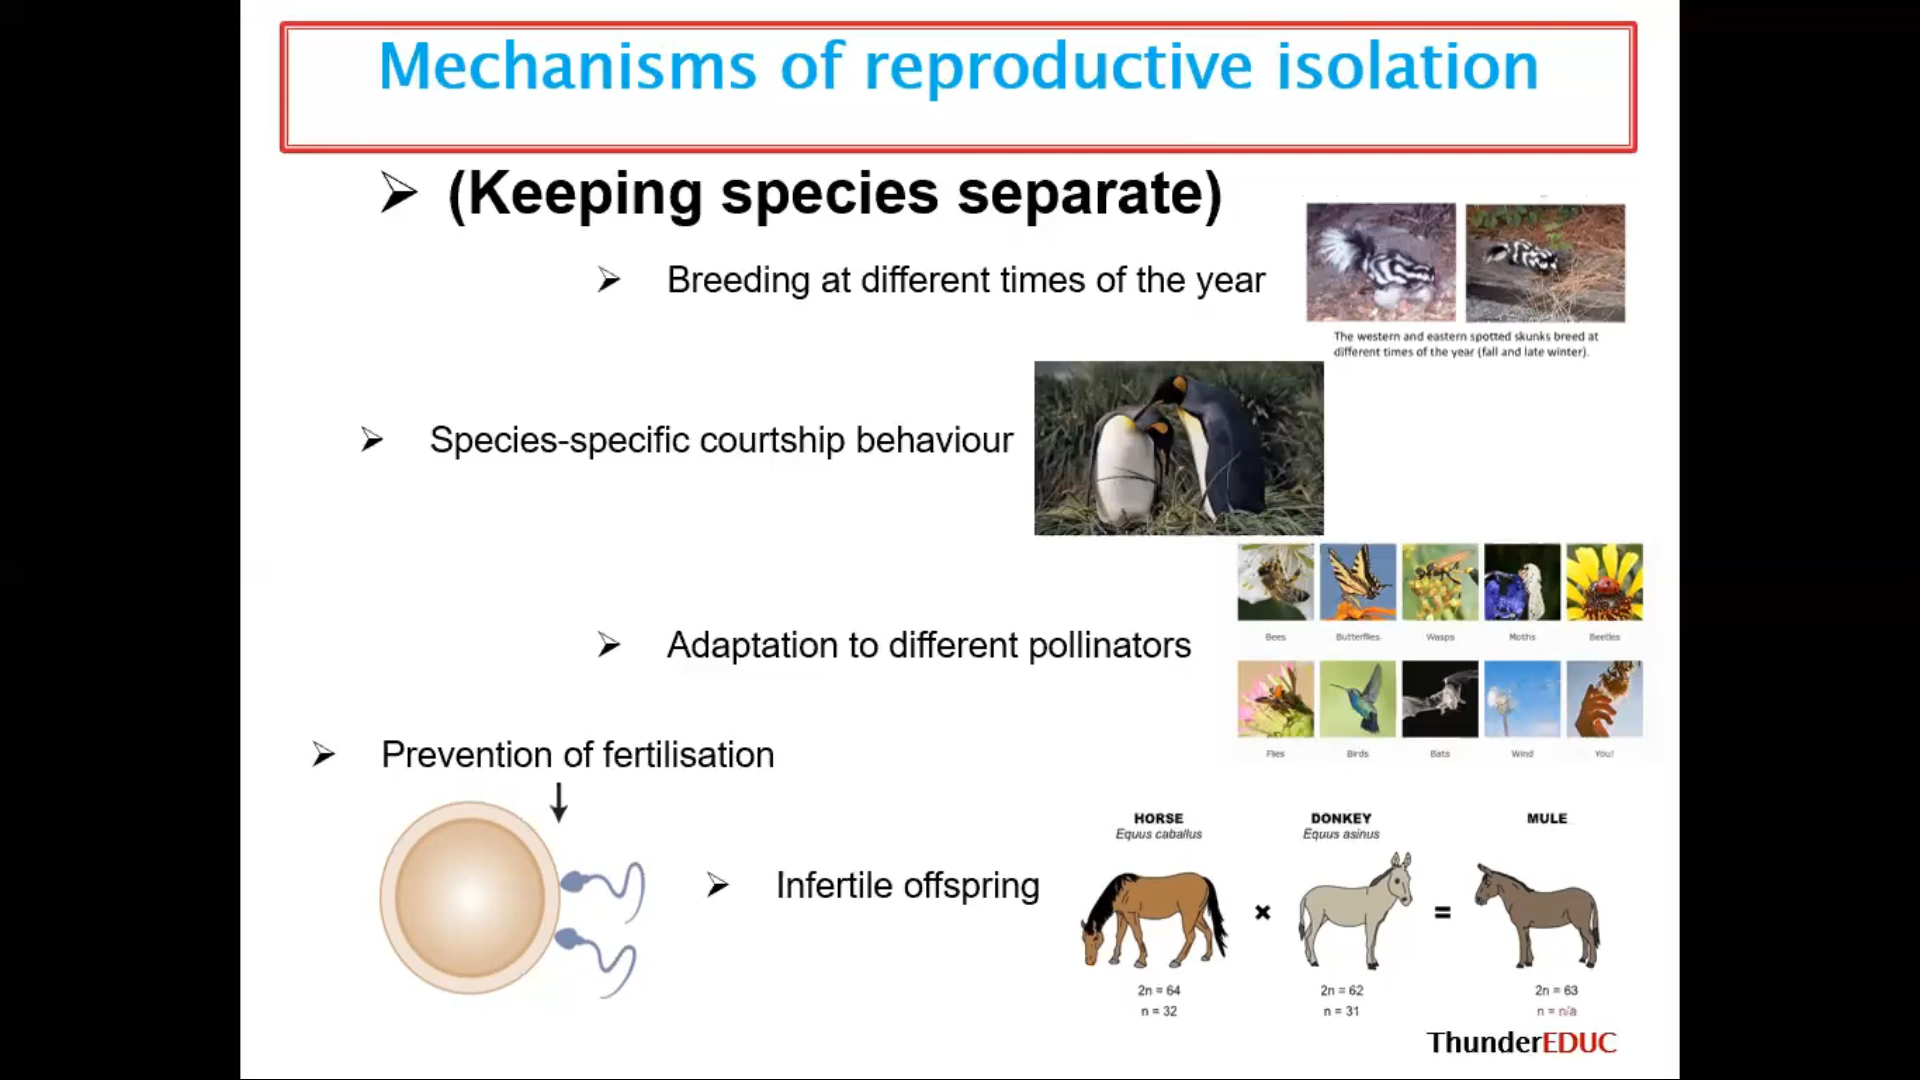 Mechanisms of reproductive isolation
(Keeping species separate)
Breeding at different times of the year
The western and eastern spotted skunks breed at
different times of the year (fall and late winter).
Species-specific courtship behaviour
Bees Butterflies Wasps Moths Beetles
Adaptation to different pollinators
Flies Birds Bats Wind You!
Prevention of fertilisation
HORSE DONKEY MULE
Equus caballus Equus asinus
Infertile offspring
× =
2n = 64 2n = 62 2n = 63
n = 32 n = 31 n = n/a
ThunderEDUC